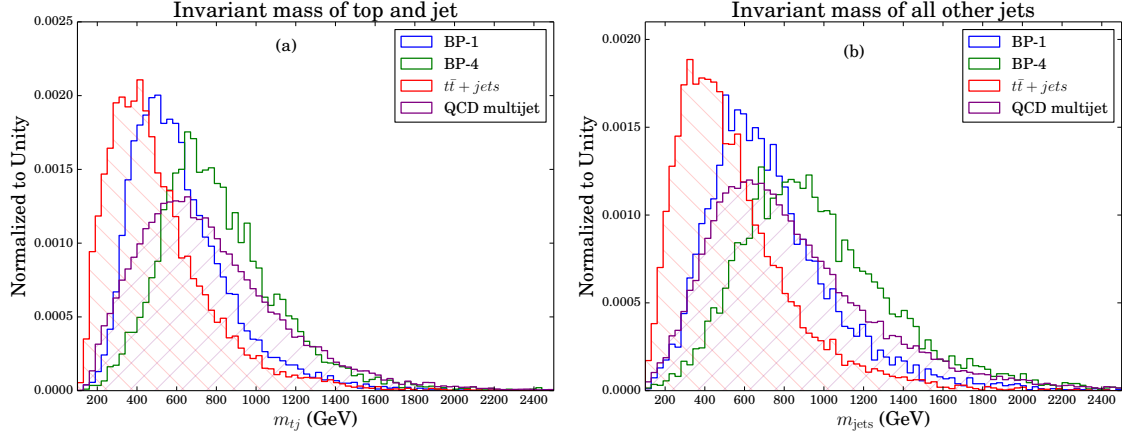 Invariant mass of top and jet
(a)
BP-1
BP-4
tt̄ + jets
QCD multijet
Normalized to Unity
0.0025
0.0020
0.0015
0.0010
0.0005
0.0000
200 400 600 800 1000 1200 1400 1600 1800 2000 2200 2400
m_{tj} (GeV)
Invariant mass of all other jets
(b)
BP-1
BP-4
tt̄ + jets
QCD multijet
Normalized to Unity
0.0020
0.0015
0.0010
0.0005
0.0000
200 400 600 800 1000 1200 1400 1600 1800 2000 2200 2400
m_{jets} (GeV)